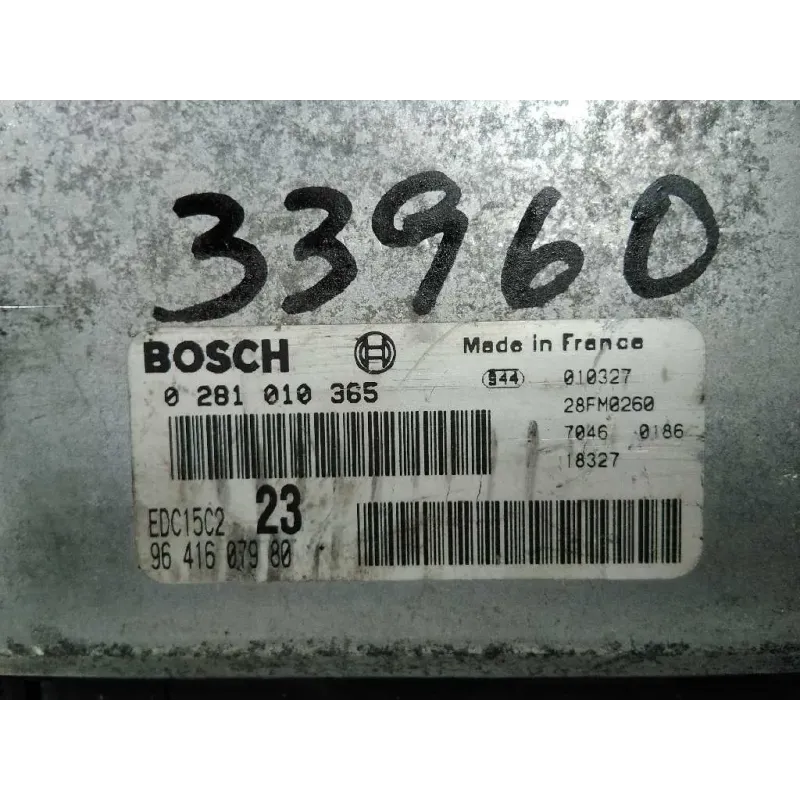 33960
BOSCH
Made in France
0 281 010 365
944 010327
28FM0260
7046 0186
18327
EDC15C2 23
96 416 079 80